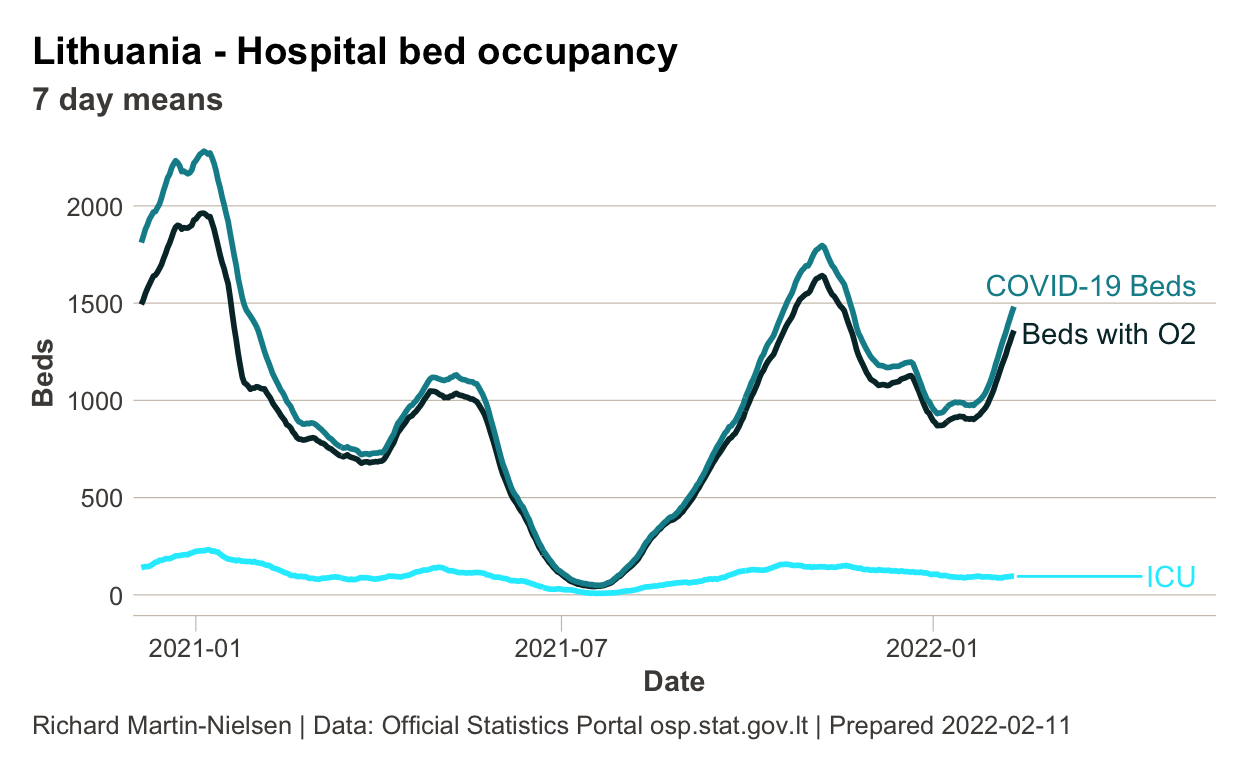 Lithuania - Hospital bed occupancy
7 day means
2000
1500
1000
500
0
Beds
COVID-19 Beds
Beds with O2
ICU
2021-01
2021-07
2022-01
Date
Richard Martin-Nielsen | Data: Official Statistics Portal osp.stat.gov.lt | Prepared 2022-02-11